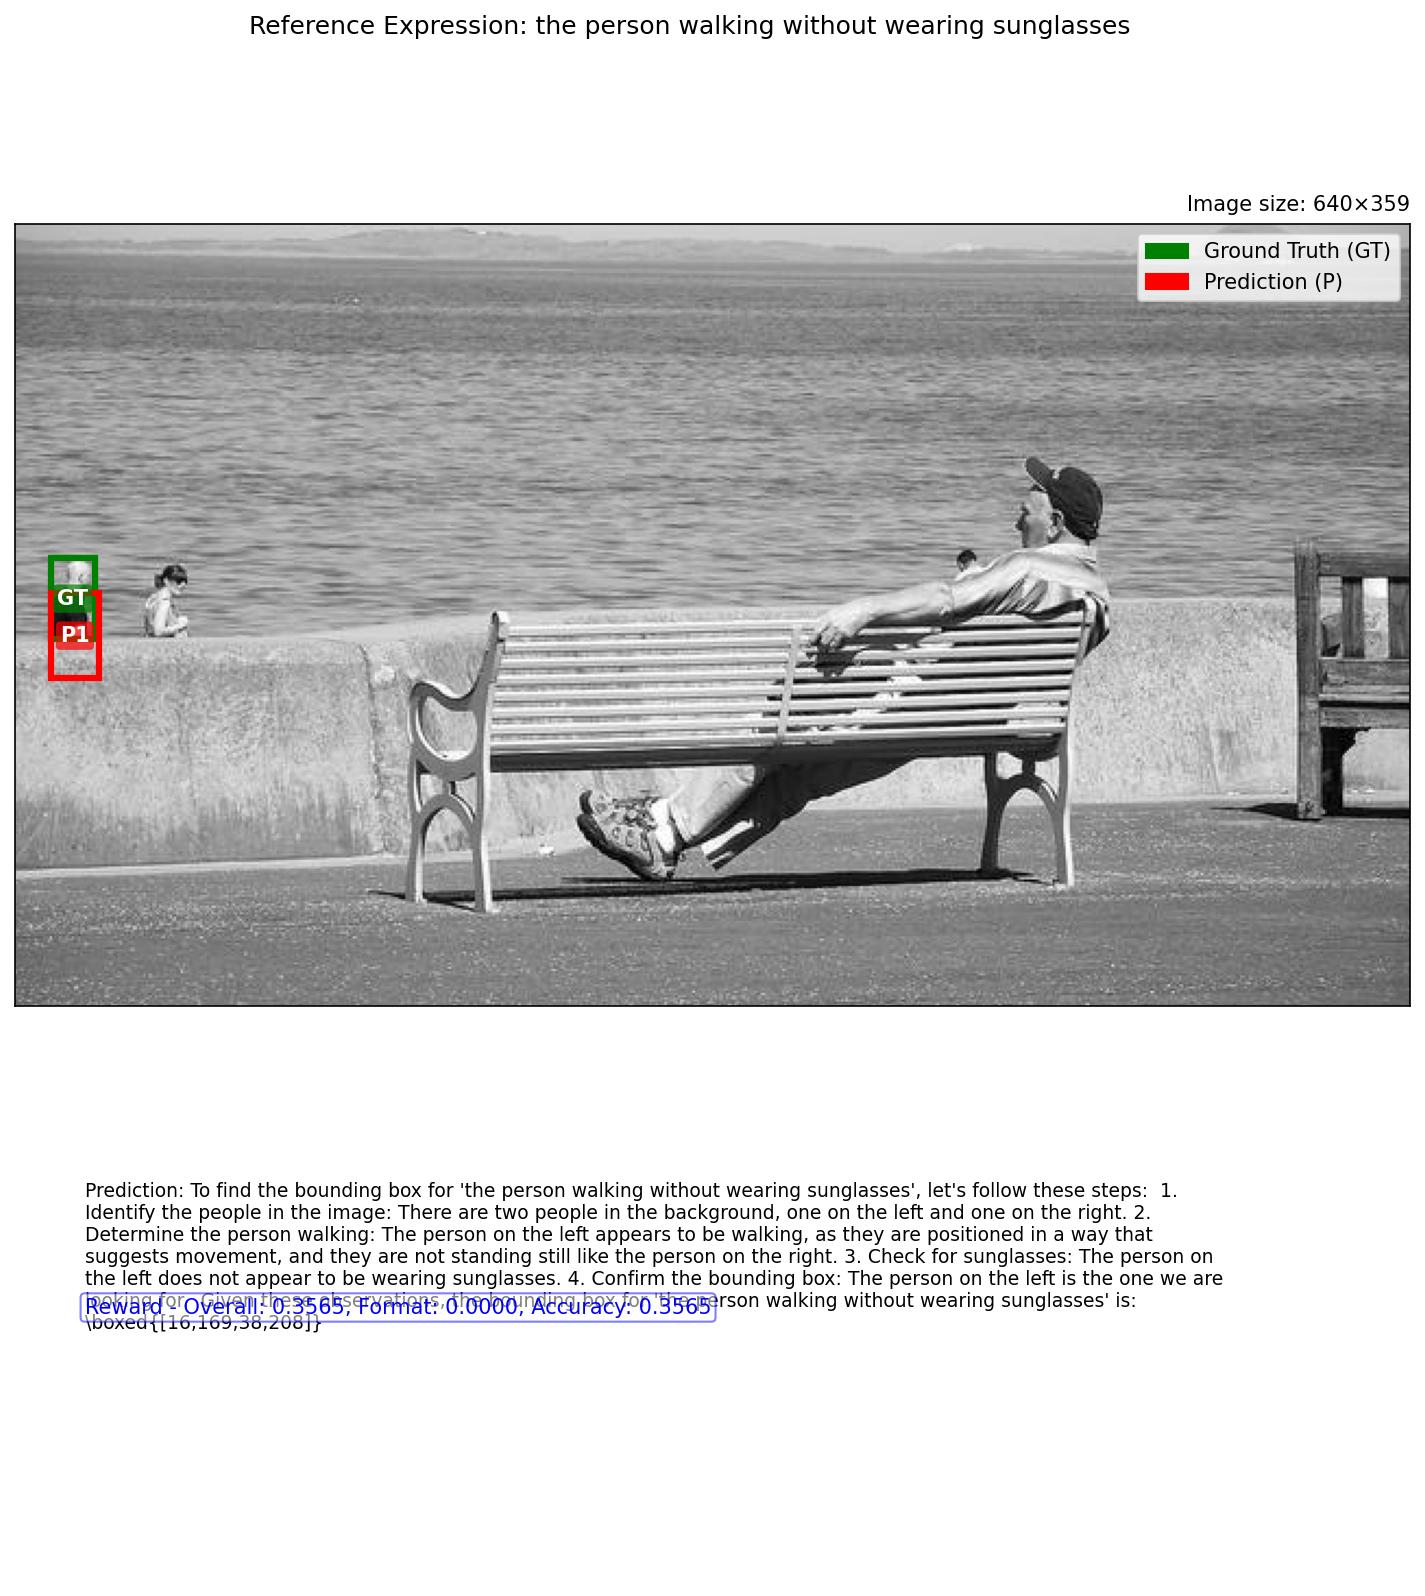 Reference Expression: the person walking without wearing sunglasses
Image size: 640×359
Ground Truth (GT)
Prediction (P)
GT
P1
Prediction: To find the bounding box for 'the person walking without wearing sunglasses', let's follow these steps:  1.
Identify the people in the image: There are two people in the background, one on the left and one on the right. 2.
Determine the person walking: The person on the left appears to be walking, as they are positioned in a way that
suggests movement, and they are not standing still like the person on the right. 3. Check for sunglasses: The person on
the left does not appear to be wearing sunglasses. 4. Confirm the bounding box: The person on the left is the one we are
looking for.  Given these observations, the bounding box for 'the person walking without wearing sunglasses' is:
Reward - Overall: 0.3565, Format: 0.0000, Accuracy: 0.3565
\boxed{[16,169,38,208]}